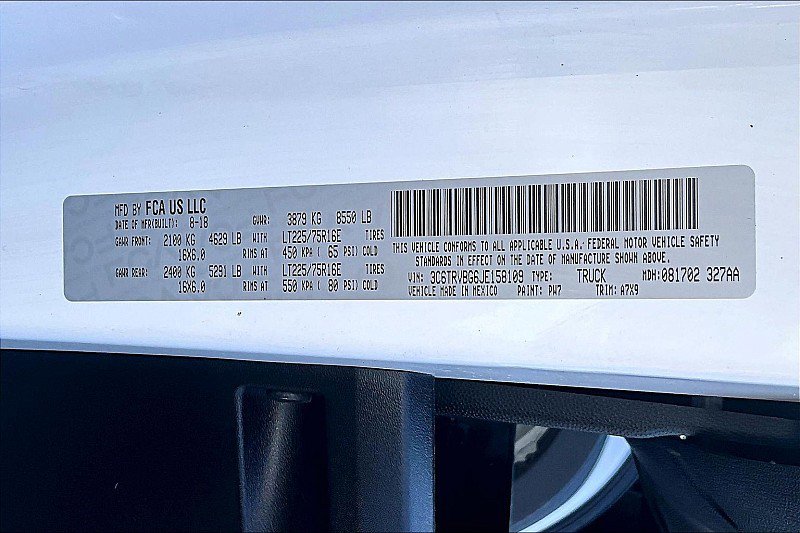 MFD BY FCA US LLC
DATE OF MFR(BUILT): 8-18 GVWR: 3879 KG 8550 LB
GAWR FRONT: 2100 KG 4629 LB WITH LT225/75R16E TIRES
16X6.0 RIMS AT 450 KPA ( 65 PSI) COLD
GAWR REAR: 2400 KG 5291 LB WITH LT225/75R16E TIRES
16X6.0 RIMS AT 550 KPA ( 80 PSI) COLD
THIS VEHICLE CONFORMS TO ALL APPLICABLE U.S.A. FEDERAL MOTOR VEHICLE SAFETY
STANDARDS IN EFFECT ON THE DATE OF MANUFACTURE SHOWN ABOVE.
VIN: 3C6TRVBG6JE158109 TYPE: TRUCK MDH: 081702 327AA
VEHICLE MADE IN MEXICO PAINT: PW7 TRIM: A7X9